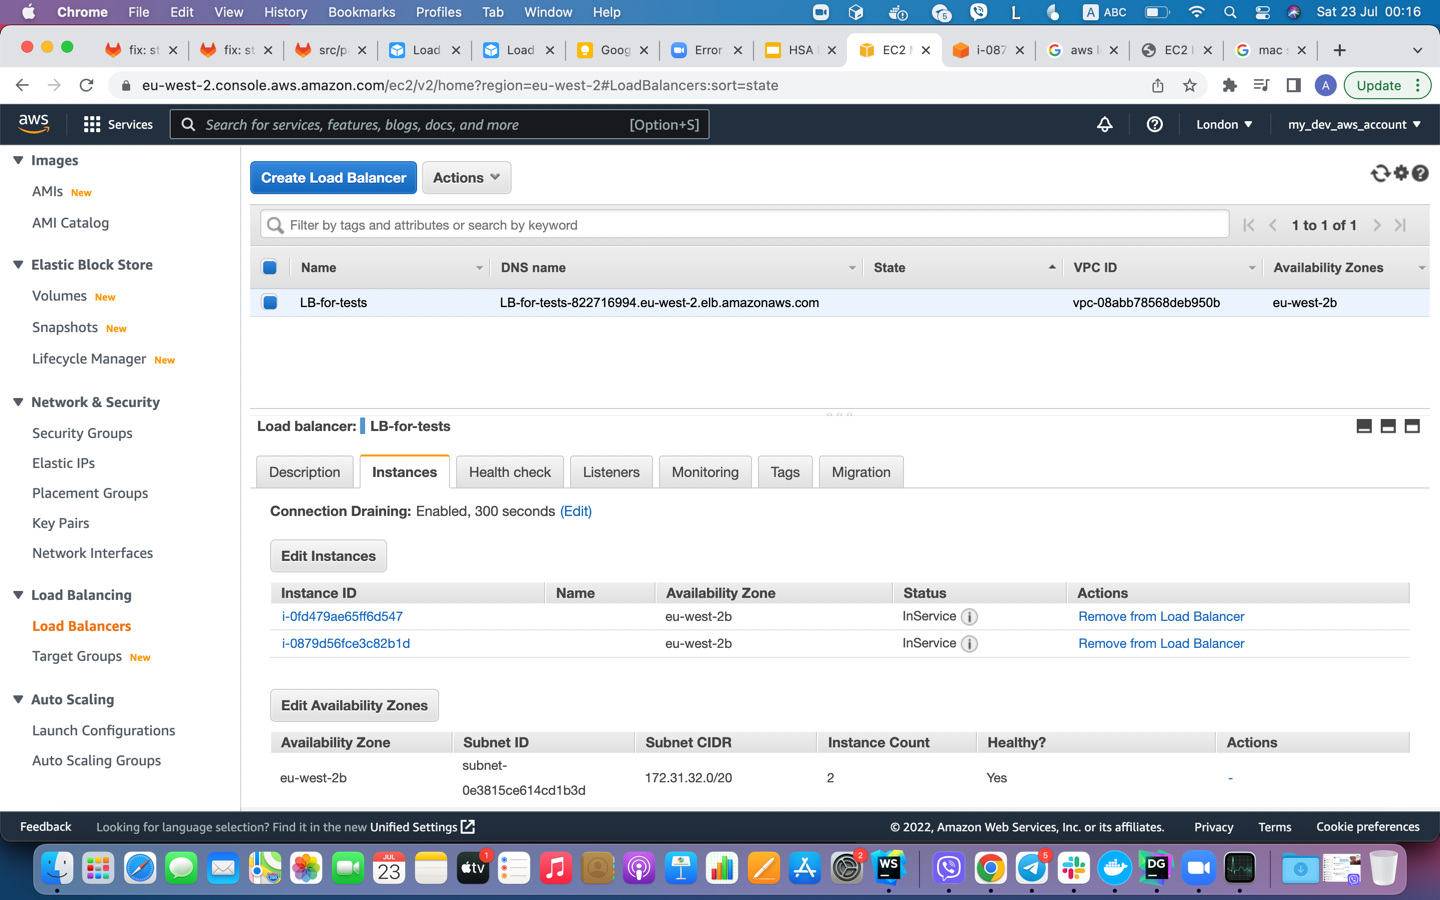 Chrome File Edit View History Bookmarks Profiles Tab Window Help 5 L A ABC Sat 23 Jul 00:16
fix: st fix: st src/p Load Load Goog Error HSA EC2 i-087 aws EC2 mac
eu-west-2.console.aws.amazon.com/ec2/v2/home?region=eu-west-2#LoadBalancers:sort=state A Update
aws Services Search for services, features, blogs, docs, and more [Option+S] London my_dev_aws_account
Images
AMIs New
AMI Catalog
Elastic Block Store
Volumes New
Snapshots New
Lifecycle Manager New
Network & Security
Security Groups
Elastic IPs
Placement Groups
Key Pairs
Network Interfaces
Load Balancing
Load Balancers
Target Groups New
Auto Scaling
Launch Configurations
Auto Scaling Groups
Create Load Balancer Actions
Filter by tags and attributes or search by keyword 1 to 1 of 1
Name DNS name State VPC ID Availability Zones
LB-for-tests LB-for-tests-822716994.eu-west-2.elb.amazonaws.com vpc-08abb78568deb950b eu-west-2b
Load balancer: LB-for-tests
Description Instances Health check Listeners Monitoring Tags Migration
Connection Draining: Enabled, 300 seconds (Edit)
Edit Instances
Instance ID Name Availability Zone Status Actions
i-0fd479ae65ff6d547 eu-west-2b InService Remove from Load Balancer
i-0879d56fce3c82b1d eu-west-2b InService Remove from Load Balancer
Edit Availability Zones
Availability Zone Subnet ID Subnet CIDR Instance Count Healthy? Actions
eu-west-2b subnet-0e3815ce614cd1b3d 172.31.32.0/20 2 Yes -
Feedback Looking for language selection? Find it in the new Unified Settings © 2022, Amazon Web Services, Inc. or its affiliates. Privacy Terms Cookie preferences
JUL 23 tv 1 2 WS 5 DG